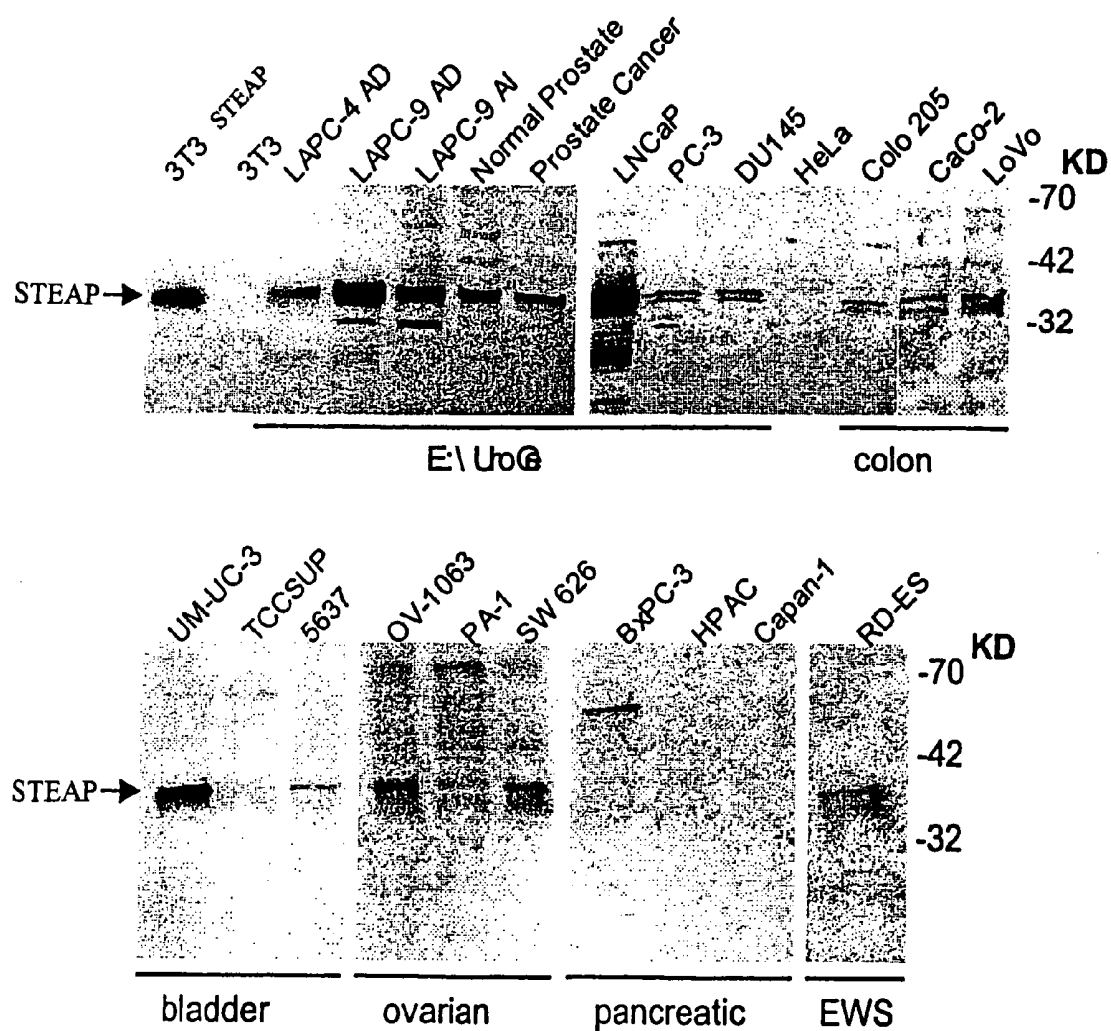 3T3 STEAP
3T3
LAPC-4 AD
LAPC-9 AD
LAPC-9 AI
Normal Prostate
Prostate Cancer
LNCaP
PC-3
DU145
HeLa
Colo 205
CaCo-2
LoVo
KD
-70
-42
STEAP
-32
colon
UM-UC-3
TCCSUP
5637
OV-1063
PA-1
SW 626
BxPC-3
HPAC
Capan-1
RD-ES
KD
-70
-42
STEAP
-32
bladder
ovarian
pancreatic
EWS